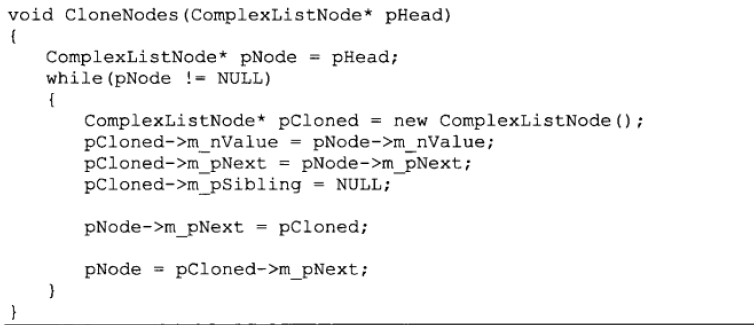 void CloneNodes(ComplexListNode* pHead)
{
    ComplexListNode* pNode = pHead;
    while(pNode != NULL)
    {
        ComplexListNode* pCloned = new ComplexListNode();
        pCloned->m_nValue = pNode->m_nValue;
        pCloned->m_pNext = pNode->m_pNext;
        pCloned->m_pSibling = NULL;

        pNode->m_pNext = pCloned;

        pNode = pCloned->m_pNext;
    }
}